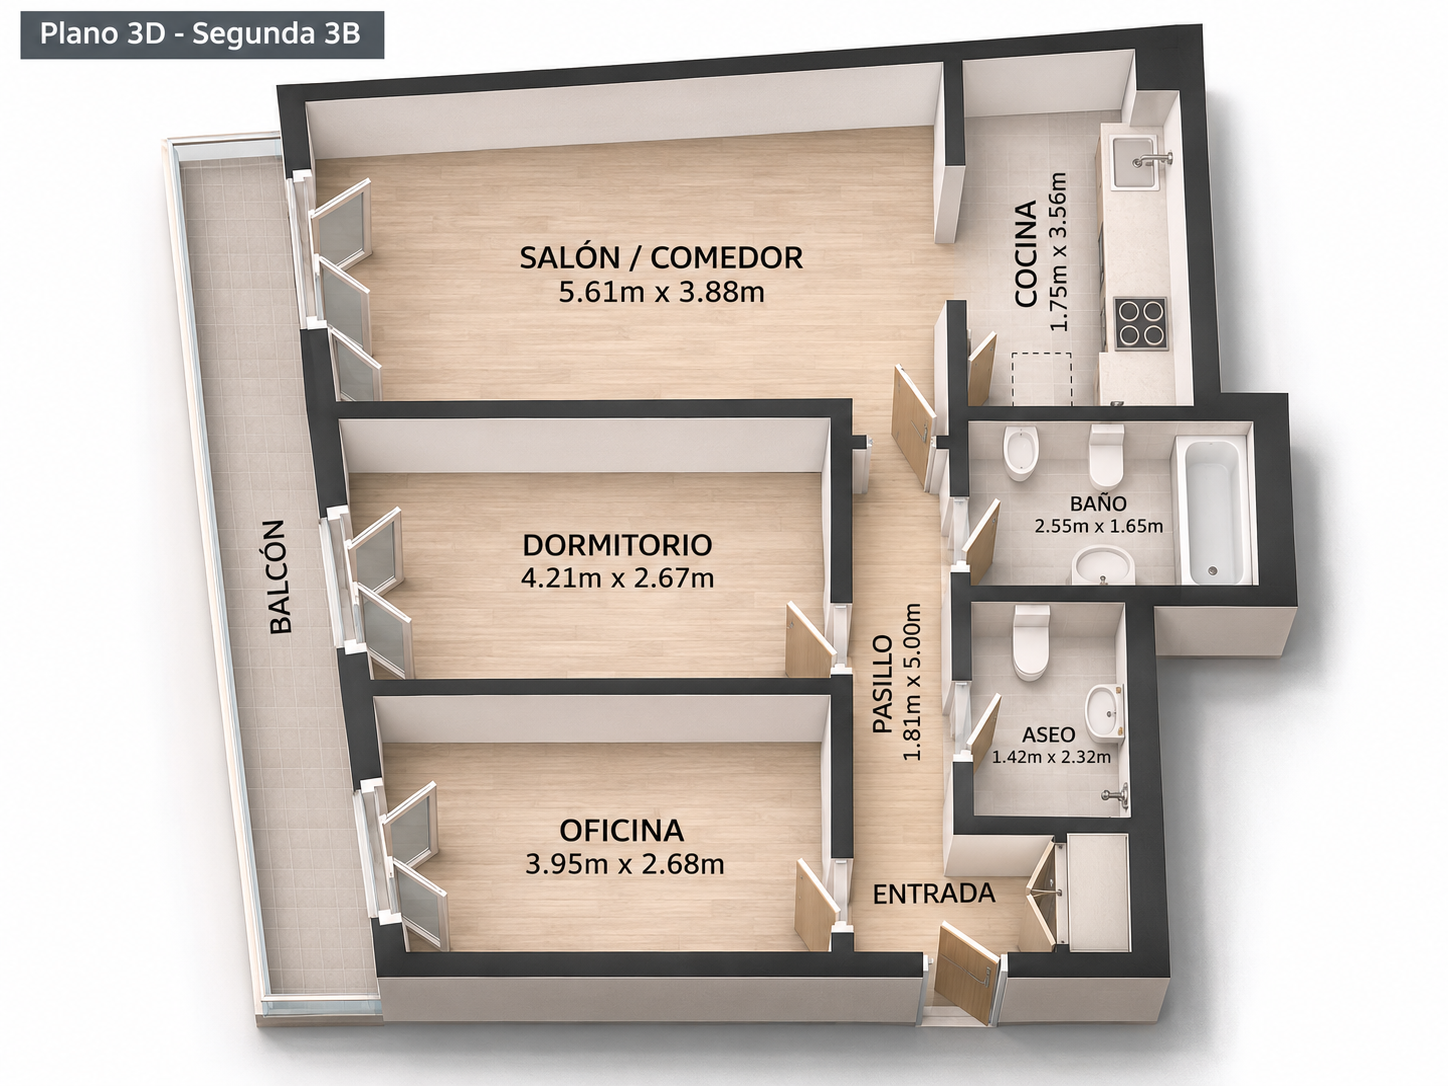 Plano 3D - Segunda 3B
SALÓN / COMEDOR
5.61m x 3.88m
COCINA
1.75m x 3.56m
BAÑO
2.55m x 1.65m
DORMITORIO
4.21m x 2.67m
BALCÓN
PASILLO
1.81m x 5.00m
ASEO
1.42m x 2.32m
OFICINA
3.95m x 2.68m
ENTRADA